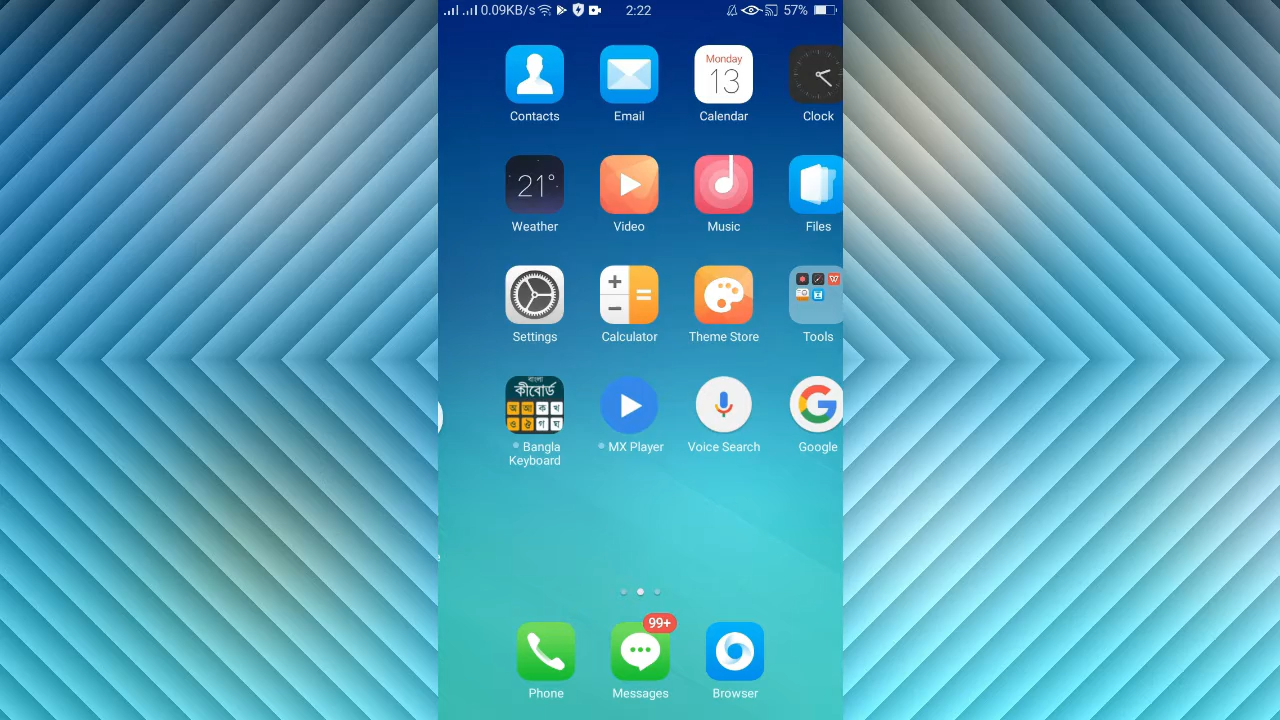 0.09KB/s 2:22 57%
Monday
13
Contacts Email Calendar Clock
21°
Weather Video Music Files
Settings Calculator Theme Store Tools
বাংলা
কীবোর্ড
অ আ ক খ
ও ঐ গ ঘ
Bangla Keyboard
MX Player Voice Search Google
99+
Phone Messages Browser